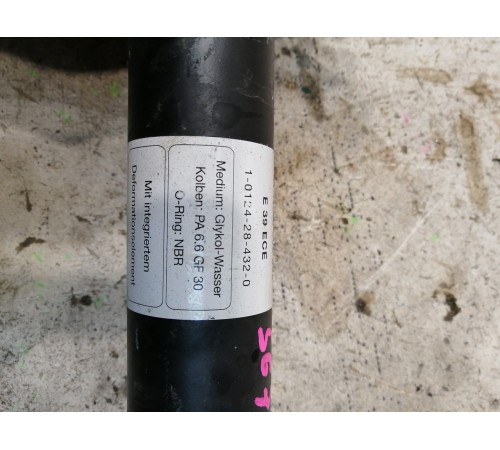 E 39 ECE
1-0124-28-432-0
Medium: Glykol-Wasser
Kolben: PA 6.6 GF 30
O-Ring: NBR
Mit integriertem
Deformationselement